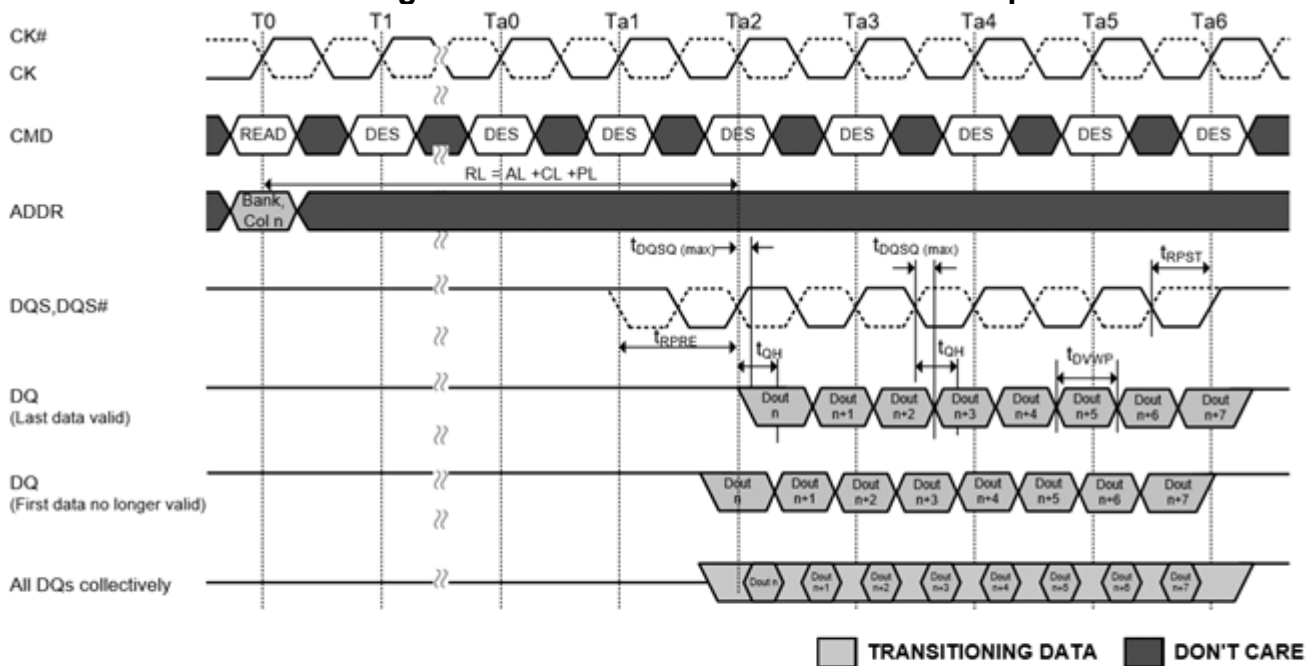 T0 T1 Ta0 Ta1 Ta2 Ta3 Ta4 Ta5 Ta6
CK#
CK
CMD READ DES DES DES DES DES DES DES DES
RL = AL +CL +PL
ADDR Bank, Col n
tDQSQ (max) tDQSQ (max) tRPST
DQS,DQS#
tRPRE tQH tQH tDVWP
DQ
(Last data valid)
Dout n Dout n+1 Dout n+2 Dout n+3 Dout n+4 Dout n+5 Dout n+6 Dout n+7
DQ
(First data no longer valid)
Dout n Dout n+1 Dout n+2 Dout n+3 Dout n+4 Dout n+5 Dout n+6 Dout n+7
All DQs collectively
Dout n Dout n+1 Dout n+2 Dout n+3 Dout n+4 Dout n+5 Dout n+6 Dout n+7
TRANSITIONING DATA DON'T CARE